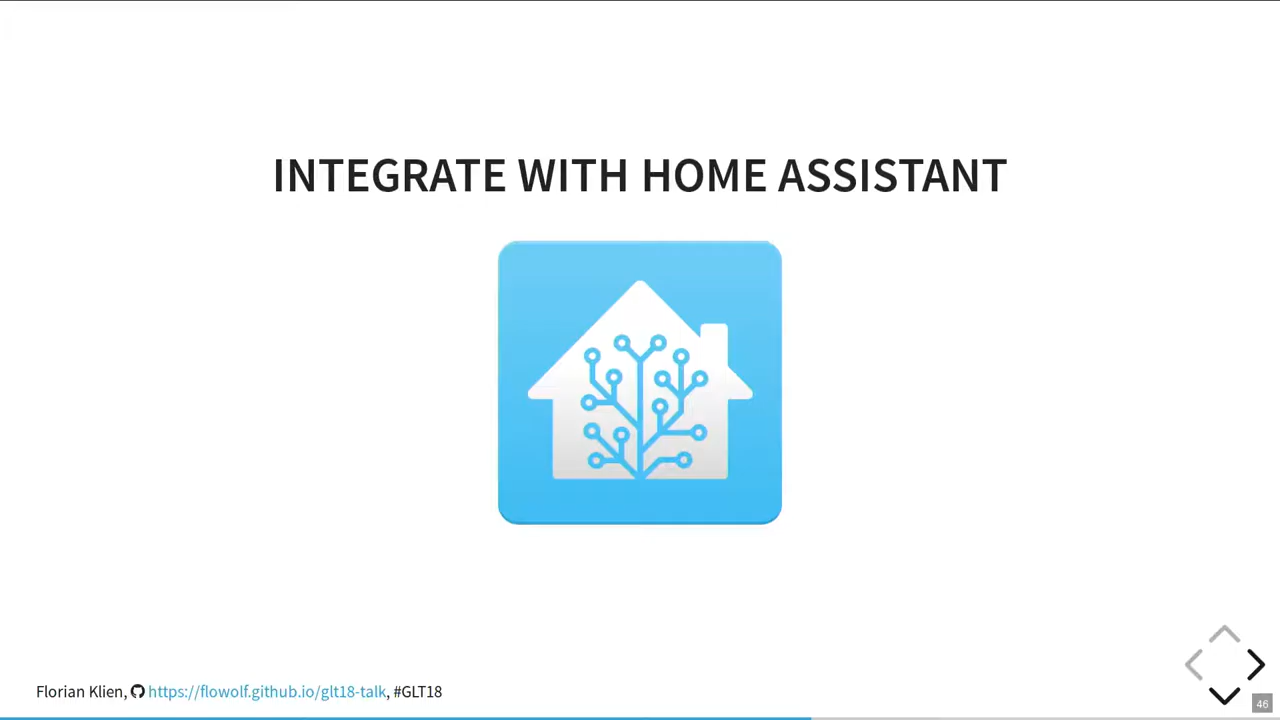 INTEGRATE WITH HOME ASSISTANT
Florian Klien, https://flowolf.github.io/glt18-talk, #GLT18
46